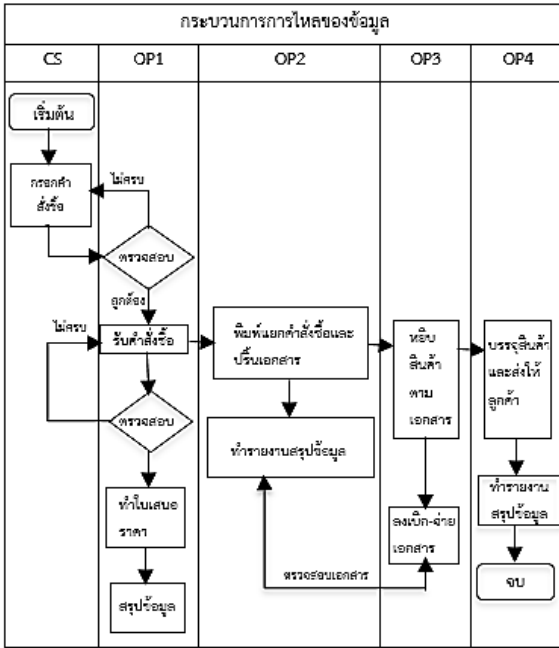 กระบวนการการไหลของข้อมูล
CS
OP1
OP2
OP3
OP4
เริ่มต้น
กรอกคำ
สั่งซื้อ
ไม่ครบ
ตรวจสอบ
ถูกต้อง
ไม่ครบ
รับคำสั่งซื้อ
ตรวจสอบ
ทำใบเสนอ
ราคา
สรุปข้อมูล
พิมพ์แยกคำสั่งซื้อและ
ปริ้นเอกสาร
ทำรายงานสรุปข้อมูล
ตรวจสอบเอกสาร
หยิบ
สินค้า
ตาม
เอกสาร
ลงเบิก-จ่าย
เอกสาร
บรรจุสินค้า
และส่งให้
ลูกค้า
ทำรายงาน
สรุปข้อมูล
จบ